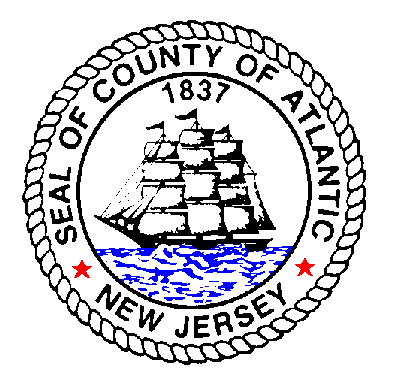 SEAL OF COUNTY OF ATLANTIC
1837
NEW JERSEY